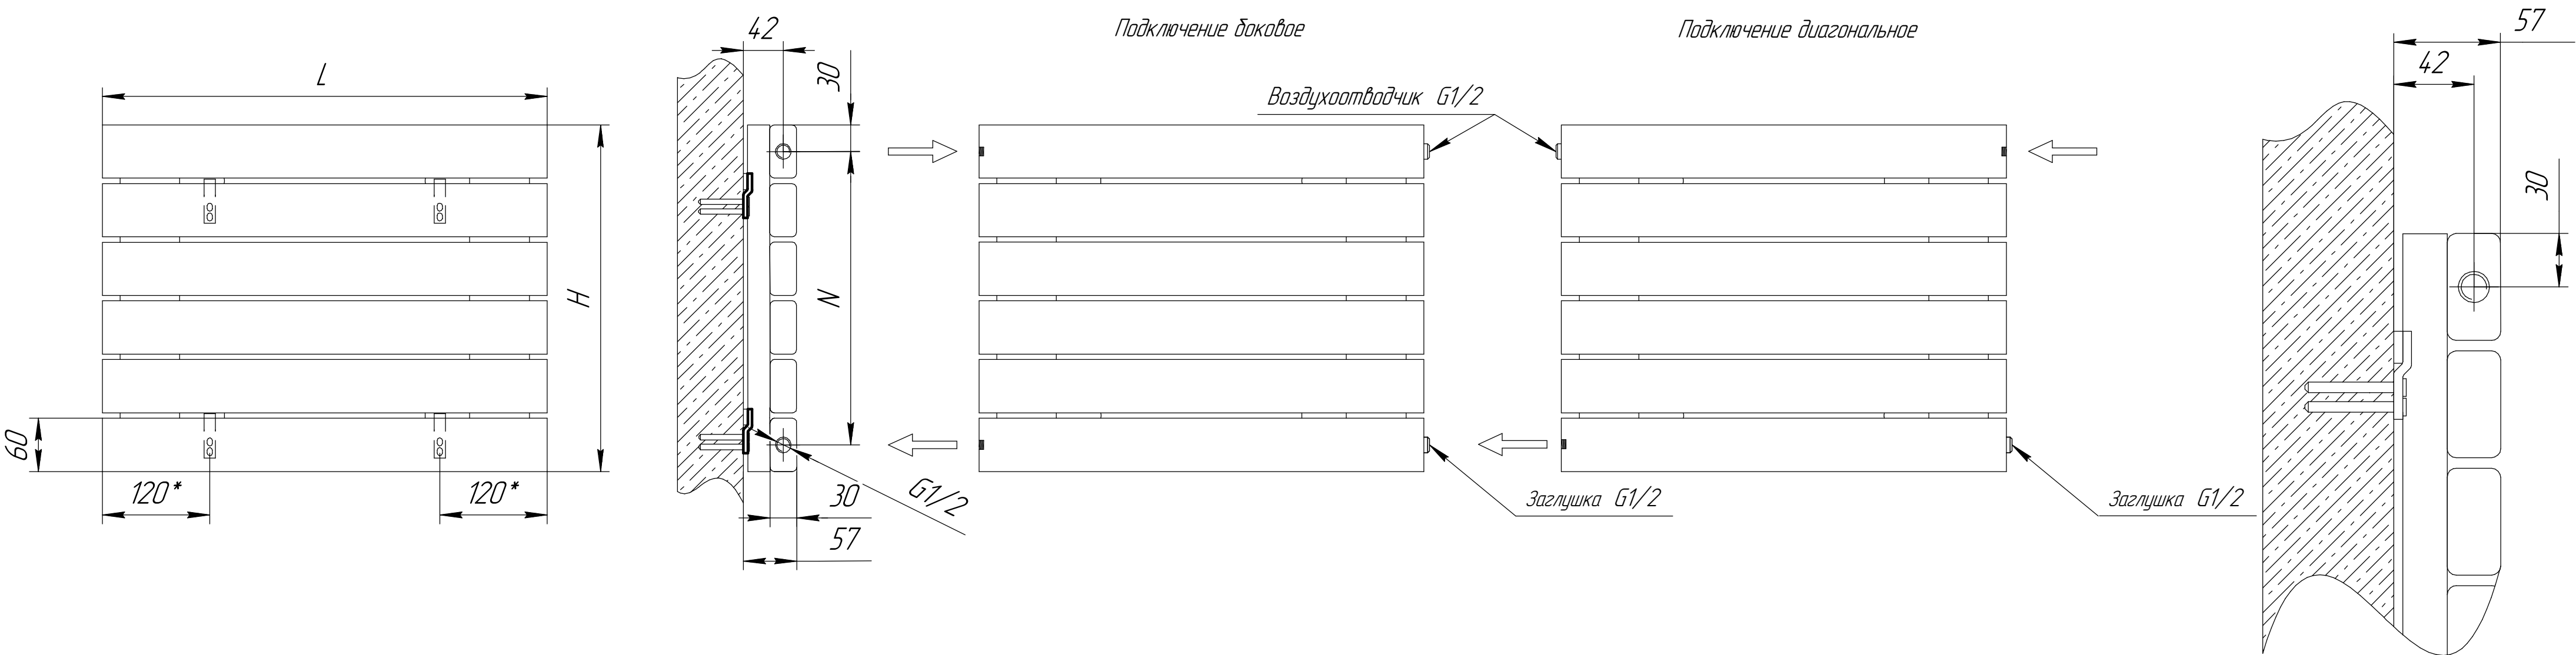 L
H
60
120*
120*
42
30
N
G1/2
30
57
Подключение боковое
Воздухоотводчик G1/2
Заглушка G1/2
Подключение диагональное
Заглушка G1/2
57
42
30